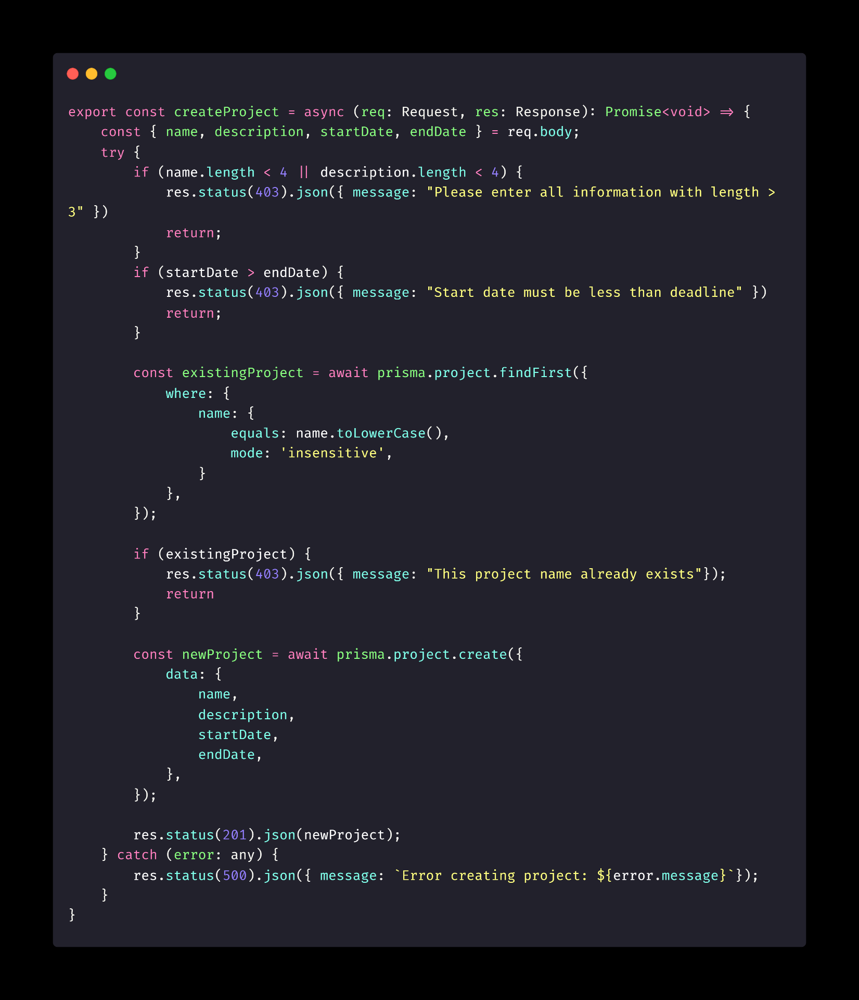 export const createProject = async (req: Request, res: Response): Promise<void> => {
    const { name, description, startDate, endDate } = req.body;
    try {
        if (name.length < 4 || description.length < 4) {
            res.status(403).json({ message: "Please enter all information with length >
3" })
            return;
        }
        if (startDate > endDate) {
            res.status(403).json({ message: "Start date must be less than deadline" })
            return;
        }

        const existingProject = await prisma.project.findFirst({
            where: {
                name: {
                    equals: name.toLowerCase(),
                    mode: 'insensitive',
                }
            },
        });

        if (existingProject) {
            res.status(403).json({ message: "This project name already exists"});
            return
        }

        const newProject = await prisma.project.create({
            data: {
                name,
                description,
                startDate,
                endDate,
            },
        });

        res.status(201).json(newProject);
    } catch (error: any) {
        res.status(500).json({ message: `Error creating project: ${error.message}`});
    }
}